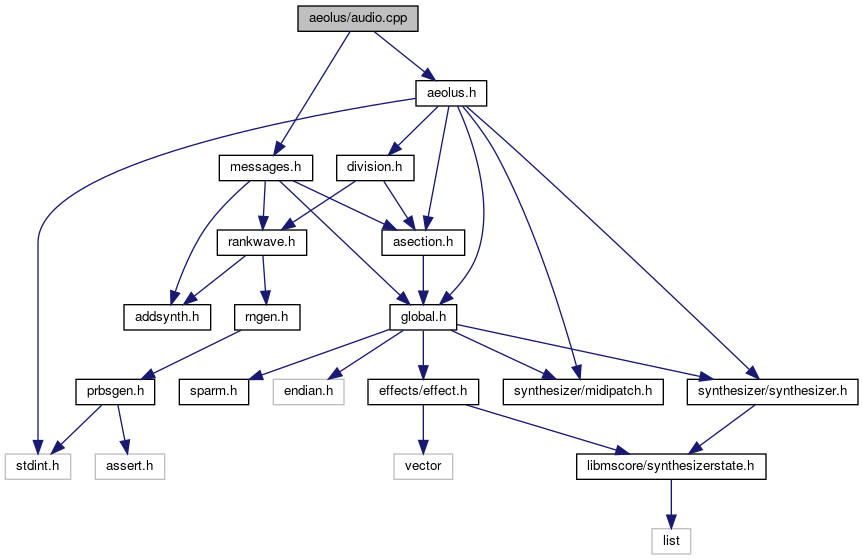 aeolus/audio.cpp
aeolus.h
messages.h
division.h
rankwave.h
asection.h
addsynth.h
rngen.h
global.h
prbsgen.h
sparm.h
endian.h
effects/effect.h
synthesizer/midipatch.h
synthesizer/synthesizer.h
stdint.h
assert.h
vector
libmscore/synthesizerstate.h
list